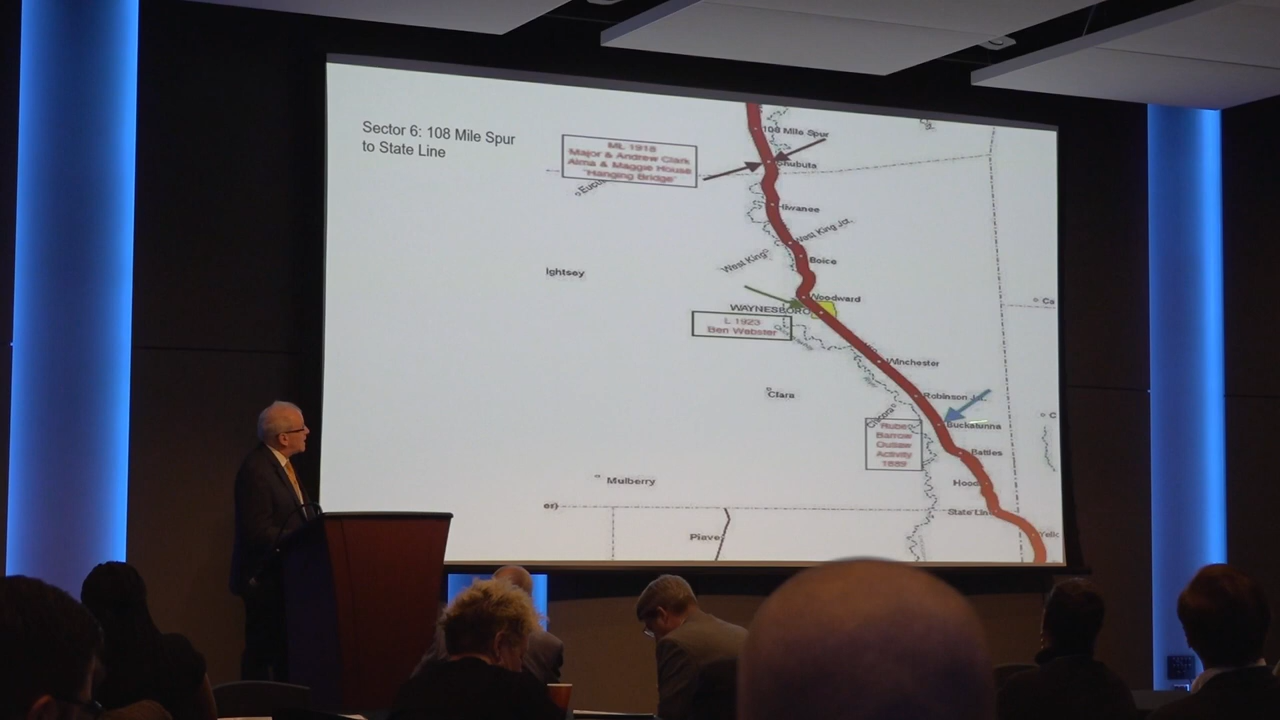 Sector 6: 108 Mile Spur
to State Line
ML 1918
Major & Andrew Clark
Alma & Maggie House
"Hanging Bridge"
108 Mile Spur
Shubuta
Hiwanee
West King Jct.
West King
Boice
Ightsey
Woodward
WAYNESBORO
L 1923
Ben Webster
Winchester
Clara
Robinson
Buckatunna
Rube
Barrow
Outlaw
Activity
1889
Battles
Mulberry
Hood
er)
State Line
Piave
Ca
C